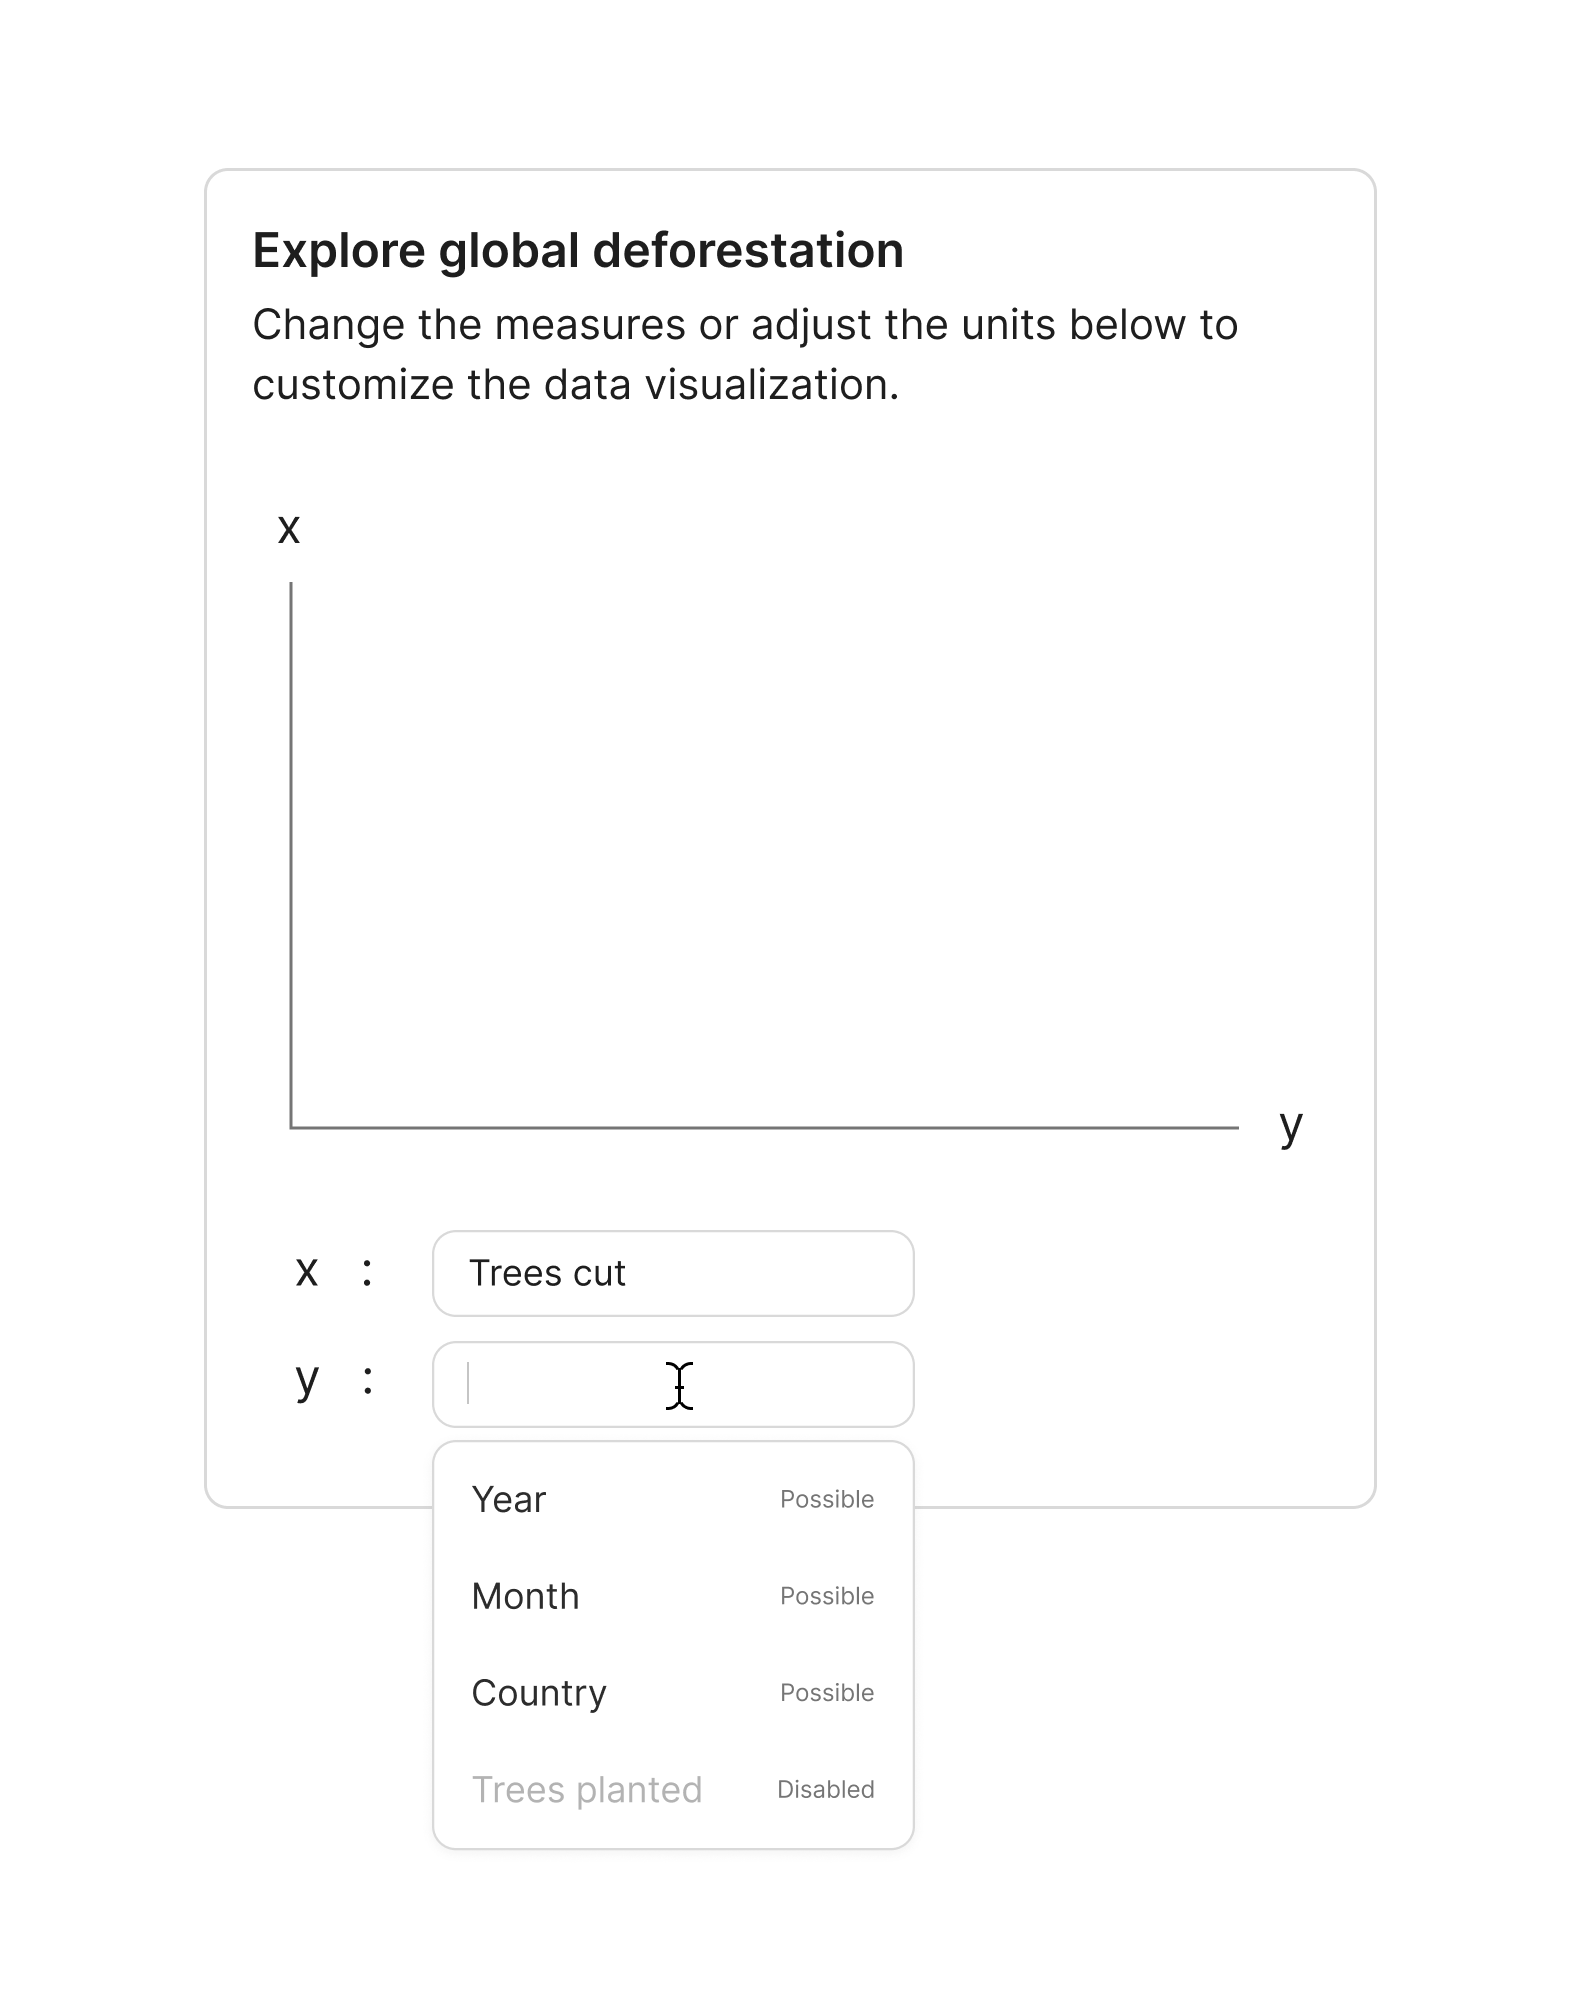 Explore global deforestation
Change the measures or adjust the units below to
customize the data visualization.
x
y
x : Trees cut
y :
Year Possible
Month Possible
Country Possible
Trees planted Disabled